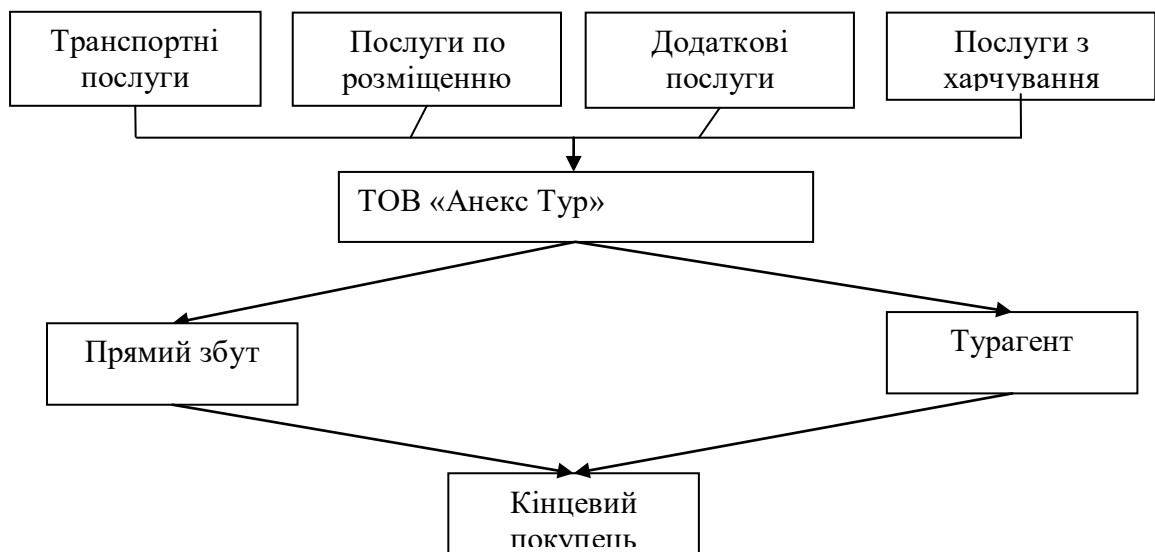 Транспортні
послуги
Послуги по
розміщенню
Додаткові
послуги
Послуги з
харчування
ТОВ «Анекс Тур»
Прямий збут
Турагент
Кінцевий
покупець